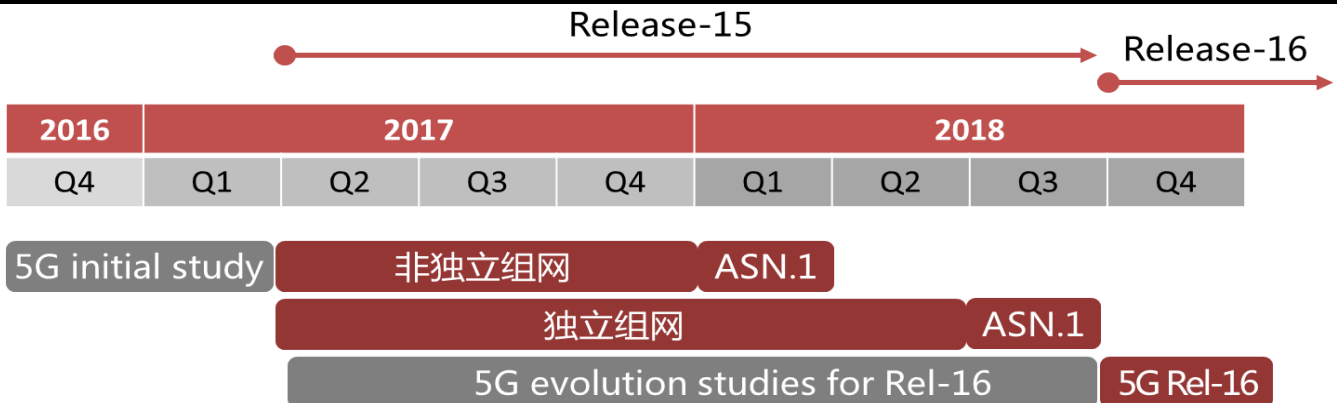 Release-15
Release-16
2016 2017 2018
Q4 Q1 Q2 Q3 Q4 Q1 Q2 Q3 Q4
5G initial study 非独立组网 ASN.1
独立组网 ASN.1
5G evolution studies for Rel-16 5G Rel-16